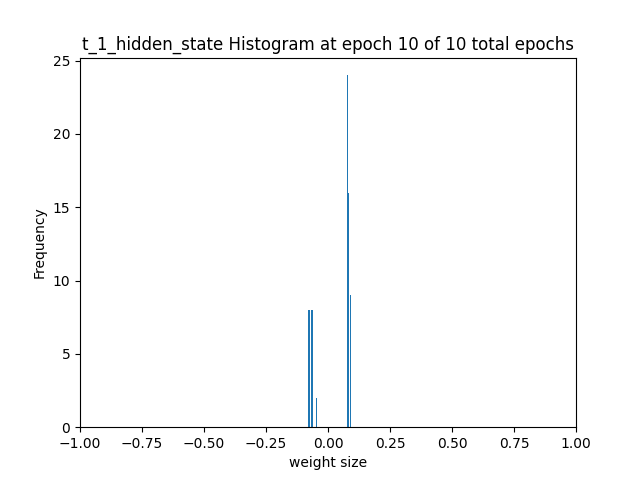 t_1_hidden_state Histogram at epoch 10 of 10 total epochs
25
20
15
10
5
0
Frequency
−1.00 −0.75 −0.50 −0.25 0.00 0.25 0.50 0.75 1.00
weight size